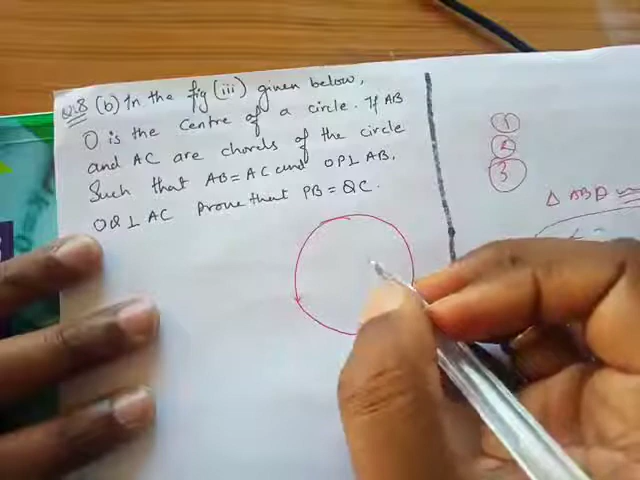 Q.8 (b) In the fig (iii) given below,
O is the centre of a circle. If AB
and AC are chords of the circle
Such that AB = AC and OP ⊥ AB,
OQ ⊥ AC Prove that PB = QC.
①
②
③
Δ ABD